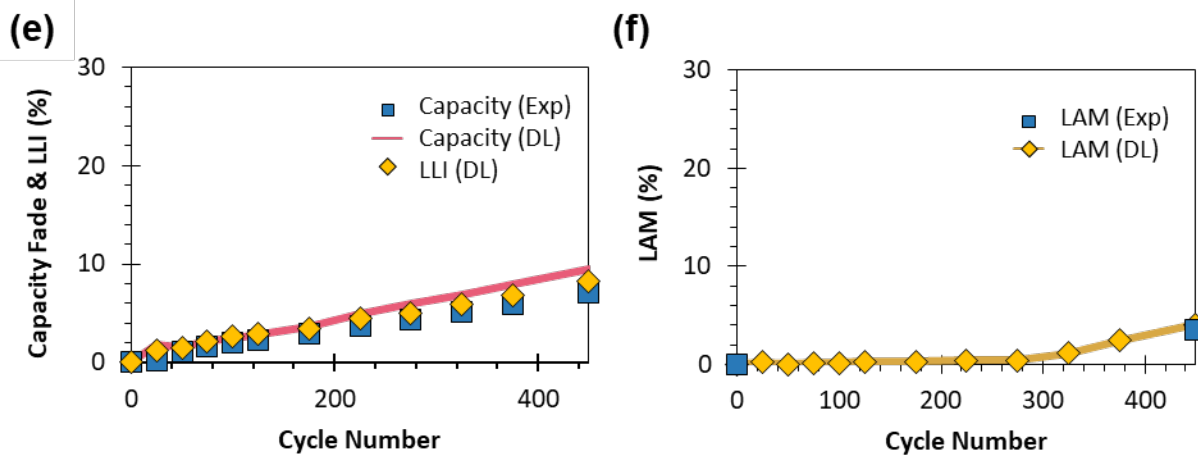 (e)
Capacity Fade & LLI (%)
30
20
10
0
Capacity (Exp)
Capacity (DL)
LLI (DL)
0 200 400
Cycle Number
(f)
LAM (%)
30
20
10
0
LAM (Exp)
LAM (DL)
0 100 200 300 400
Cycle Number